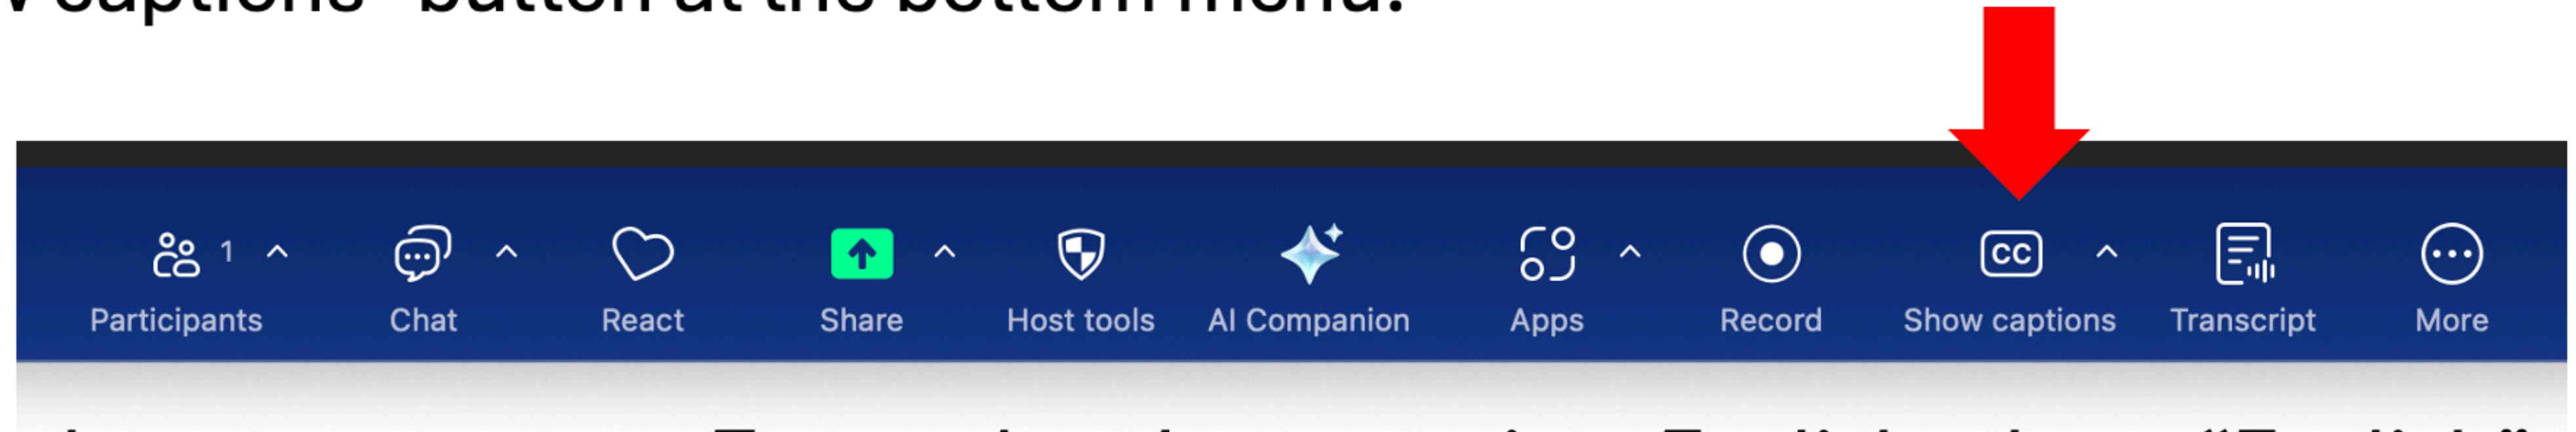 captions" button at the bottom menu.
1
Participants Chat React Share Host tools AI Companion Apps Record CC Show captions Transcript More